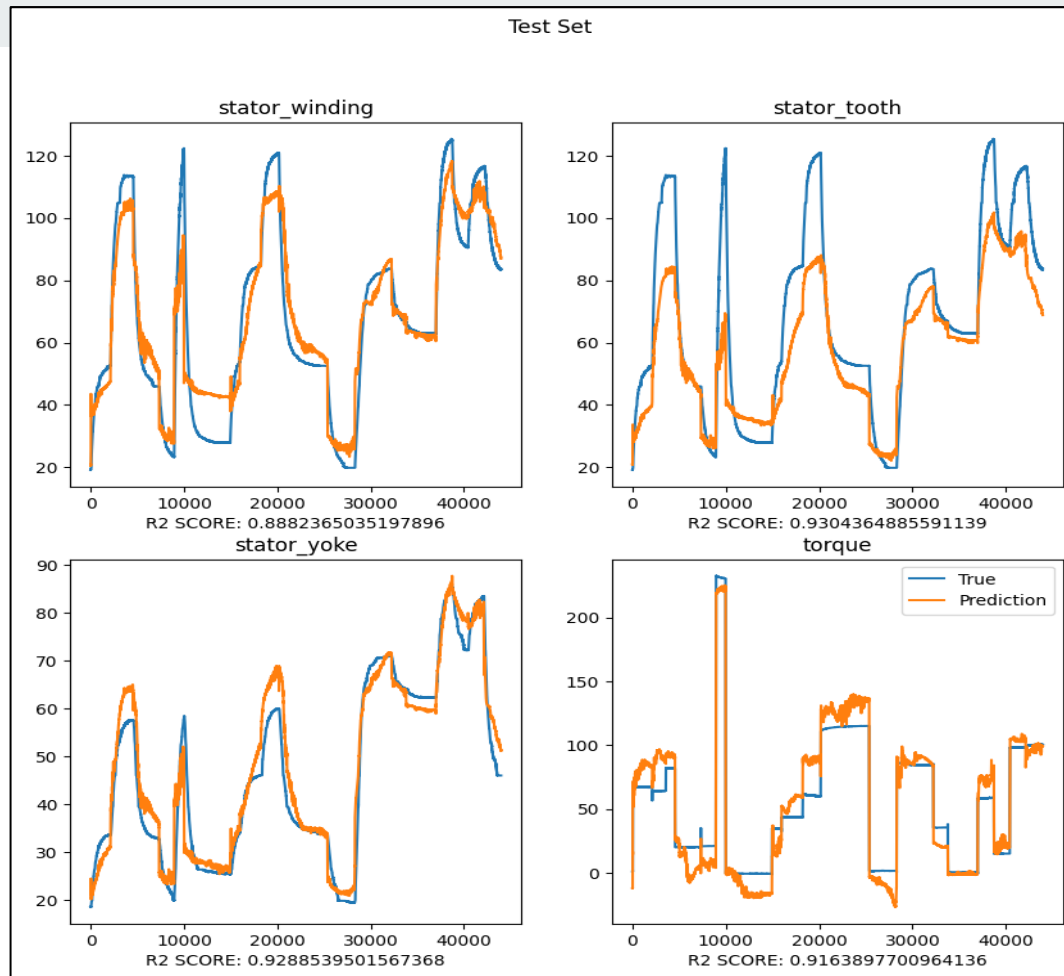 Test Set
stator_winding
120
100
80
60
40
20
0 10000 20000 30000 40000
R2 SCORE: 0.8882365035197896
stator_tooth
120
100
80
60
40
20
0 10000 20000 30000 40000
R2 SCORE: 0.9304364885591139
stator_yoke
90
80
70
60
50
40
30
20
0 10000 20000 30000 40000
R2 SCORE: 0.9288539501567368
torque
True
Prediction
200
150
100
50
0
0 10000 20000 30000 40000
R2 SCORE: 0.9163897700964136